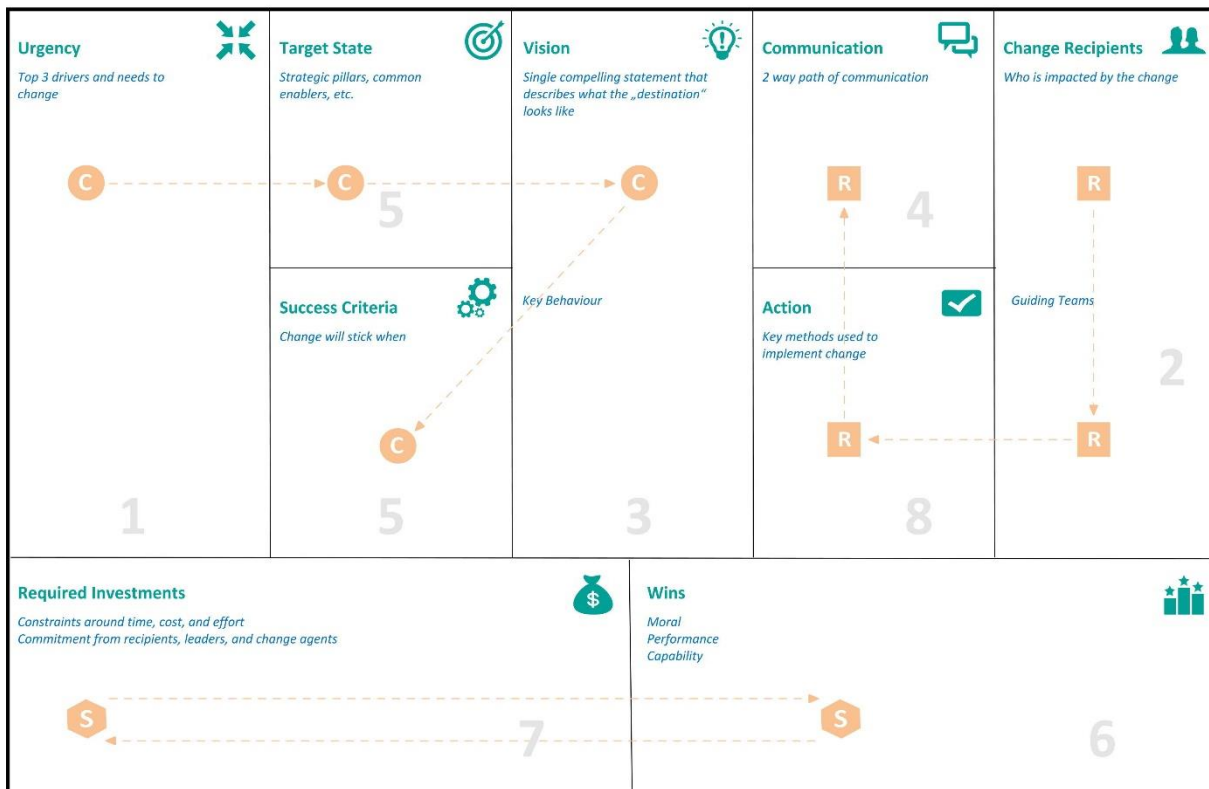 Urgency
Top 3 drivers and needs to
change
C
1
Target State
Strategic pillars, common
enablers, etc.
C
5
Success Criteria
Change will stick when
C
5
Vision
Single compelling statement that
describes what the „destination“
looks like
C
Key Behaviour
3
Communication
2 way path of communication
R
4
Action
Key methods used to
implement change
R
8
Change Recipients
Who is impacted by the change
R
Guiding Teams
2
R
Required Investments
Constraints around time, cost, and effort
Commitment from recipients, leaders, and change agents
$
S
7
Wins
Moral
Performance
Capability
S
6